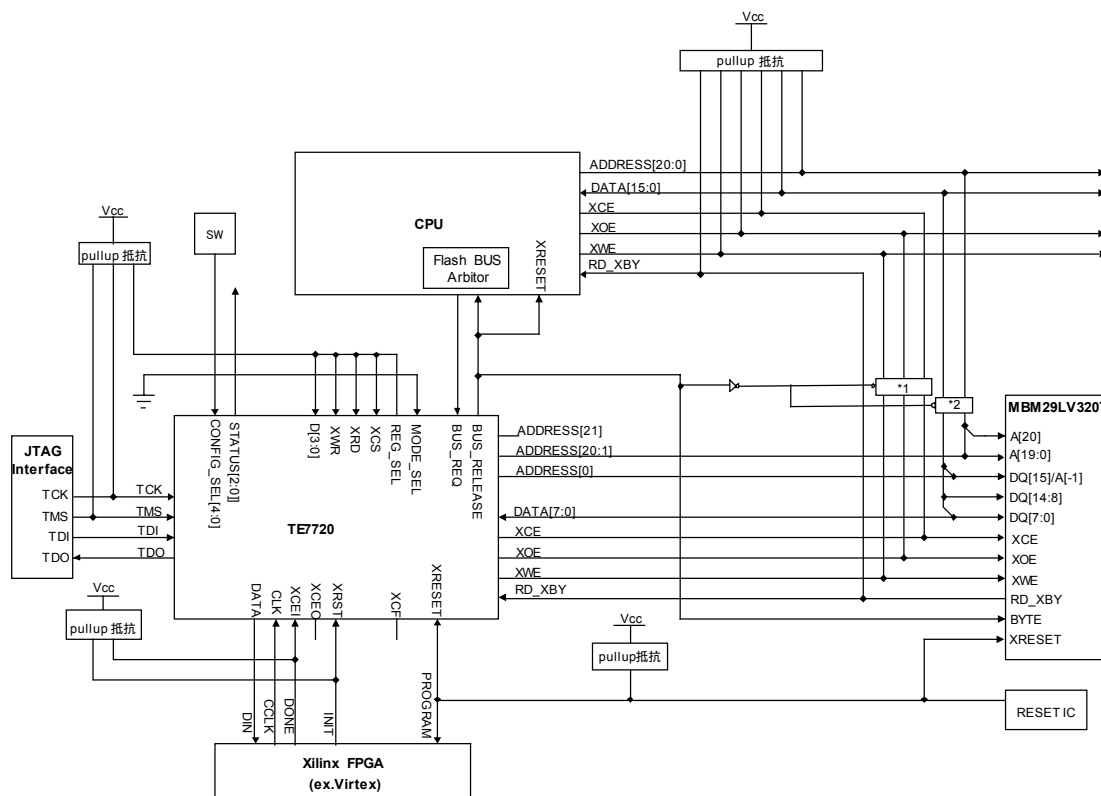 Vcc
pullup 抵抗
ADDRESS[20:0]
DATA[15:0]
XCE
XOE
XWE
RD_XBY
CPU
Flash BUS
Arbitor
XRESET
Vcc
pullup 抵抗
SW
*1
*2
MBM29LV320T
A[20]
A[19:0]
DQ[15]/A[-1]
DQ[14:8]
DQ[7:0]
XCE
XOE
XWE
RD_XBY
BYTE
XRESET
JTAG
Interface
TCK
TMS
TDI
TDO
TCK
TMS
TDI
TDO
CONFIG_SEL[4:0]
STATUS[2:0]]
D[3:0]
XWR
XRD
XCS
REG_SEL
MODE_SEL
BUS_REQ
BUS_RELEASE
TE7720
ADDRESS[21]
ADDRESS[20:1]
ADDRESS[0]
DATA[7:0]
XCE
XOE
XWE
RD_XBY
DATA
CLK
XCEI
XCEO
XRST
XCF
XRESET
Vcc
pullup 抵抗
Vcc
pullup抵抗
DIN
CCLK
DONE
INIT
PROGRAM
RESET IC
Xilinx FPGA
(ex.Virtex)